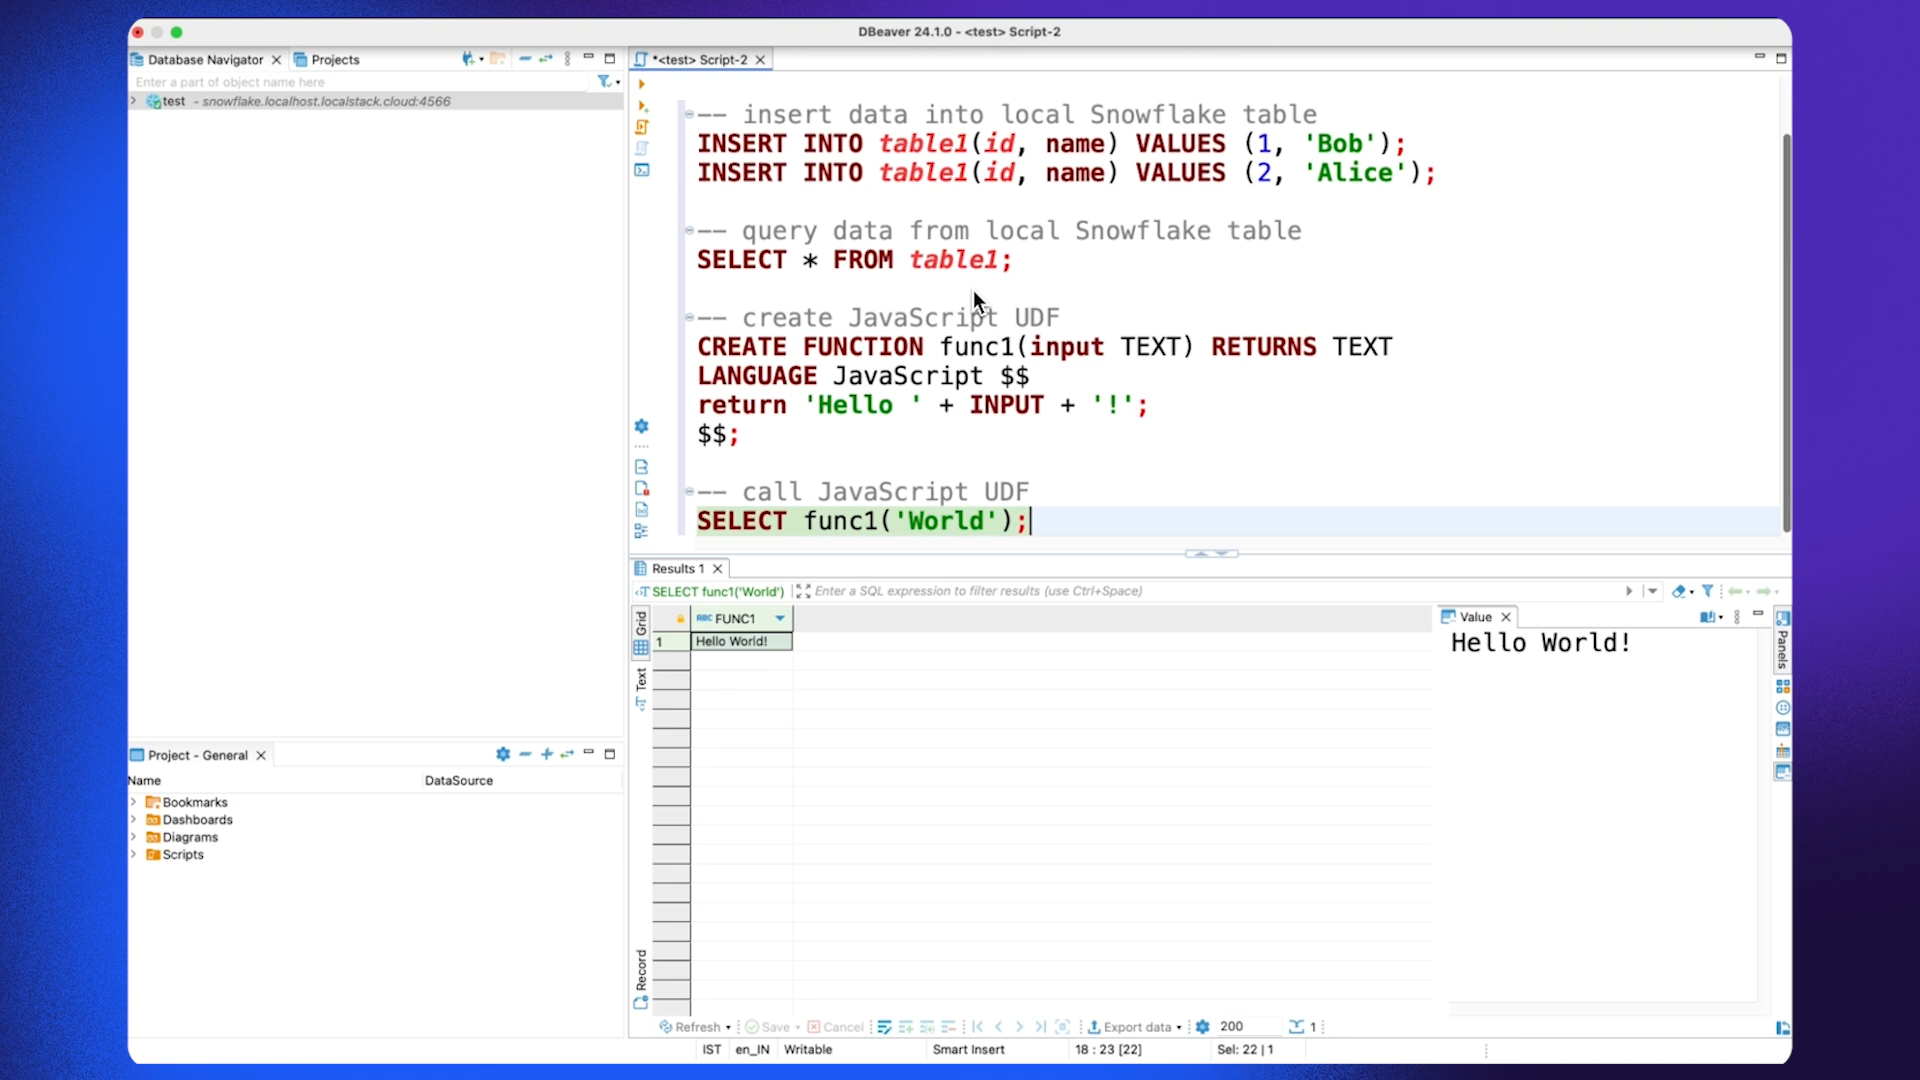 DBeaver 24.1.0 - <test> Script-2
Database Navigator
Projects
Enter a part of object name here
test - snowflake.localhost.localstack.cloud:4566
*<test> Script-2
-- insert data into local Snowflake table
INSERT INTO table1(id, name) VALUES (1, 'Bob');
INSERT INTO table1(id, name) VALUES (2, 'Alice');
-- query data from local Snowflake table
SELECT * FROM table1;
-- create JavaScript UDF
CREATE FUNCTION func1(input TEXT) RETURNS TEXT
LANGUAGE JavaScript $$
return 'Hello ' + INPUT + '!';
$$;
-- call JavaScript UDF
SELECT func1('World');
Results 1
SELECT func1('World')
Enter a SQL expression to filter results (use Ctrl+Space)
Grid
Text
Record
ABC FUNC1
1 Hello World!
Value
Hello World!
Panels
Project - General
Name DataSource
Bookmarks
Dashboards
Diagrams
Scripts
Refresh Save Cancel Export data 200 1
IST en_IN Writable Smart Insert 18 : 23 [22] Sel: 22 | 1